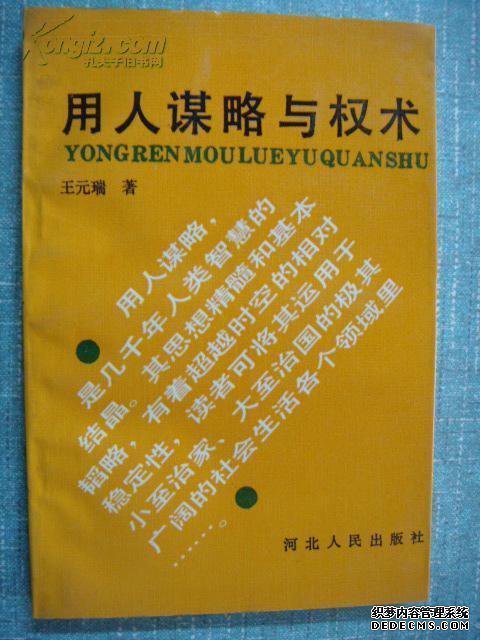 Kongfz.com
孔夫子旧书网
用人谋略与权术
YONGRENMOULUEYUQUANSHU
王元瑞 著
用人谋略，
是几千年人类智慧的
结晶。其思想精髓和基本
韬略，有着超越时空的相对
稳定性，读者可将其运用于
小至治家、大至治国的极其
广阔的社会生活各个领域里
……。
河北人民出版社
织梦内容管理系统
DEDECMS.COM